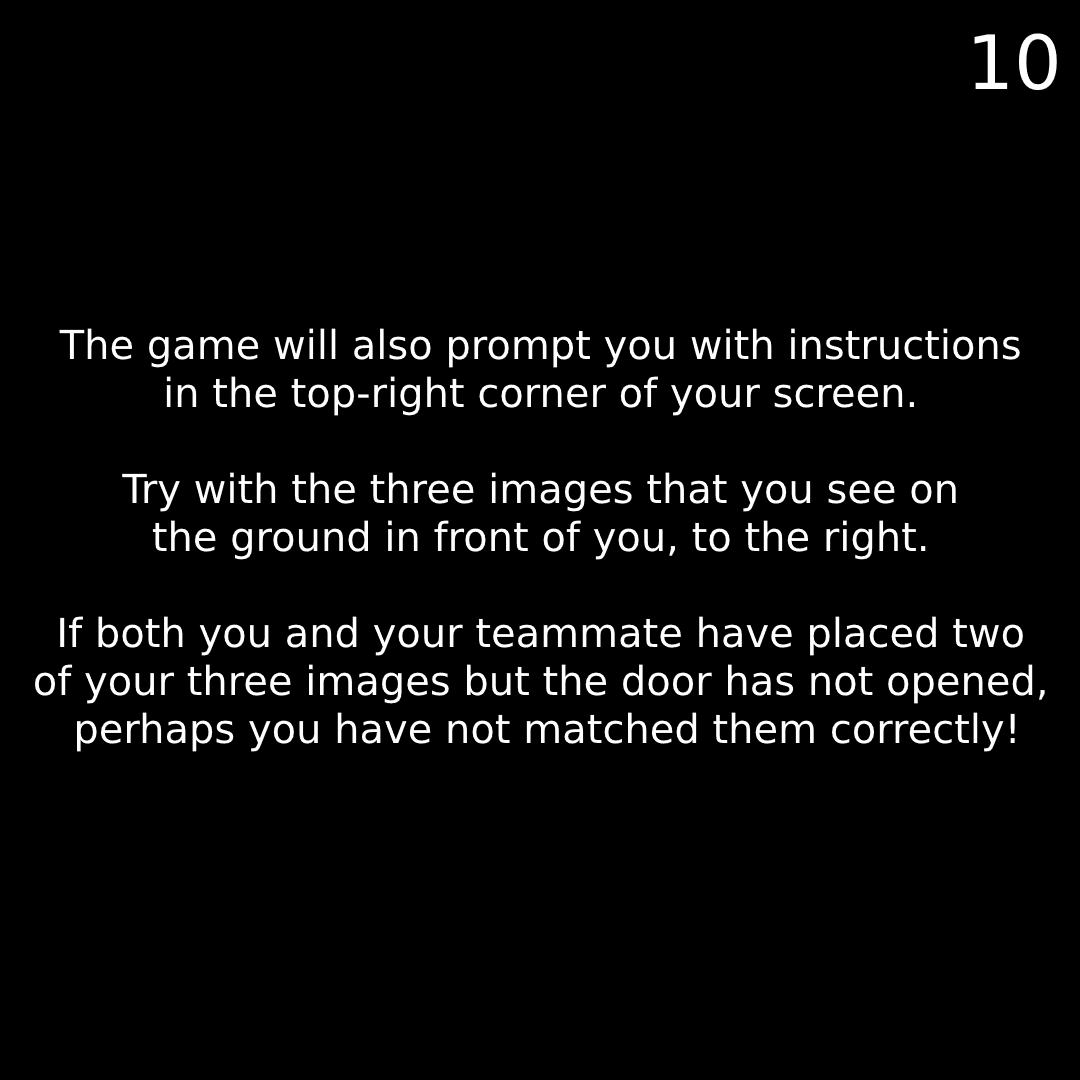 10
The game will also prompt you with instructions
in the top-right corner of your screen.
Try with the three images that you see on
the ground in front of you, to the right.
If both you and your teammate have placed two
of your three images but the door has not opened,
perhaps you have not matched them correctly!